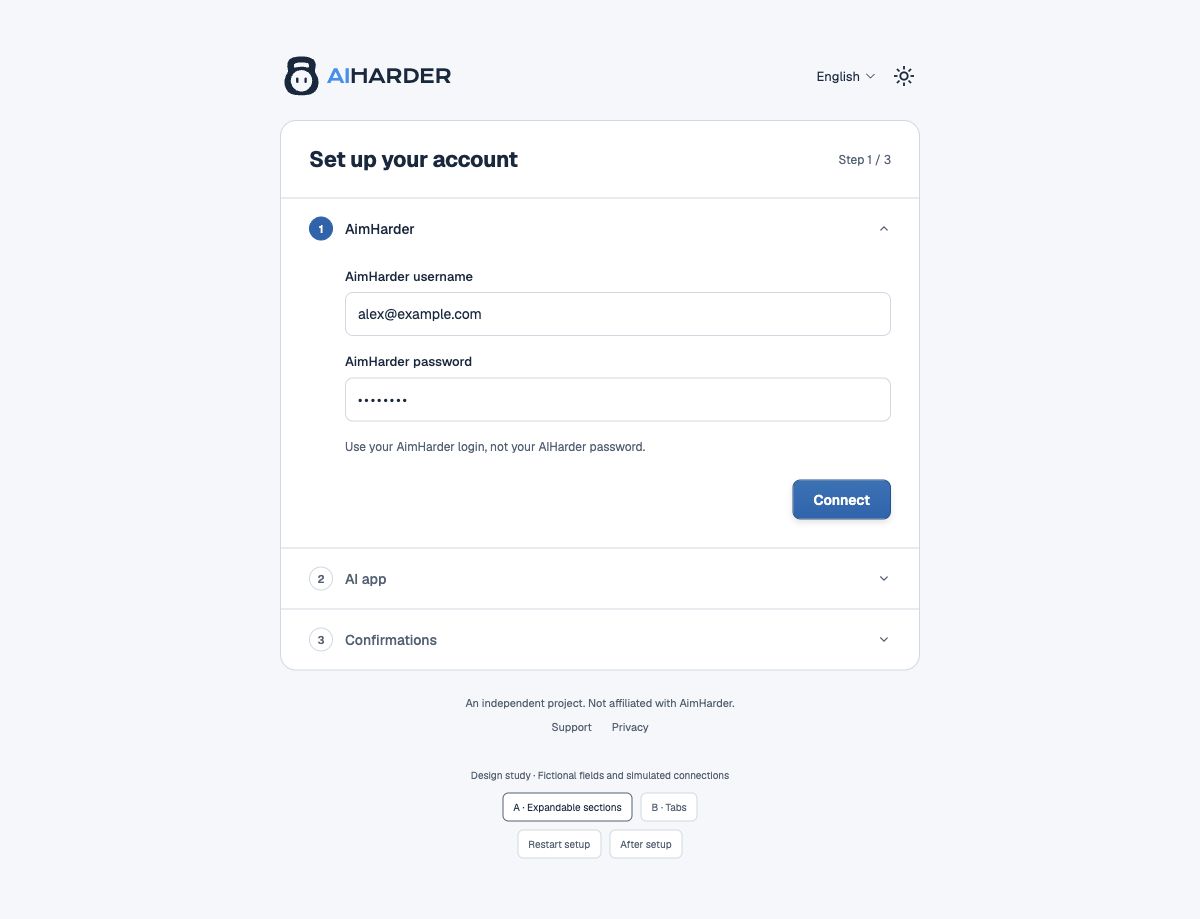 AIHARDER
English
Set up your account
Step 1 / 3
1
AimHarder
AimHarder username
alex@example.com
AimHarder password
••••••••
Use your AimHarder login, not your AIHarder password.
Connect
2
AI app
3
Confirmations
An independent project. Not affiliated with AimHarder.
Support Privacy
Design study · Fictional fields and simulated connections
A · Expandable sections B · Tabs
Restart setup After setup